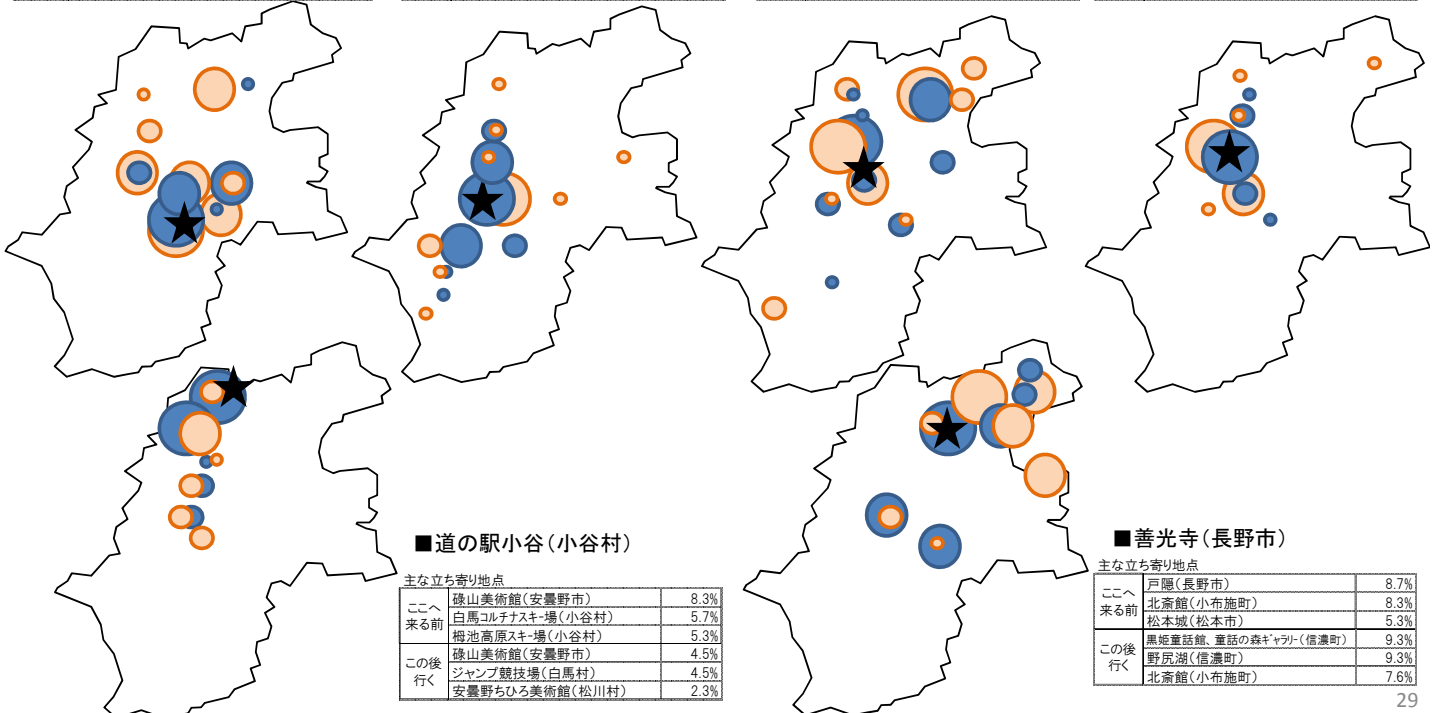 ■道の駅小谷(小谷村)
主な立ち寄り地点
ここへ来る前
碌山美術館(安曇野市) 8.3%
白馬コルチナスキー場(小谷村) 5.7%
栂池高原スキー場(小谷村) 5.3%
この後行く
碌山美術館(安曇野市) 4.5%
ジャンプ競技場(白馬村) 4.5%
安曇野ちひろ美術館(松川村) 2.3%
■善光寺(長野市)
主な立ち寄り地点
ここへ来る前
戸隠(長野市) 8.7%
北斎館(小布施町) 8.3%
松本城(松本市) 5.3%
この後行く
黒姫童話館、童話の森ギャラリー(信濃町) 9.3%
野尻湖(信濃町) 9.3%
北斎館(小布施町) 7.6%
29